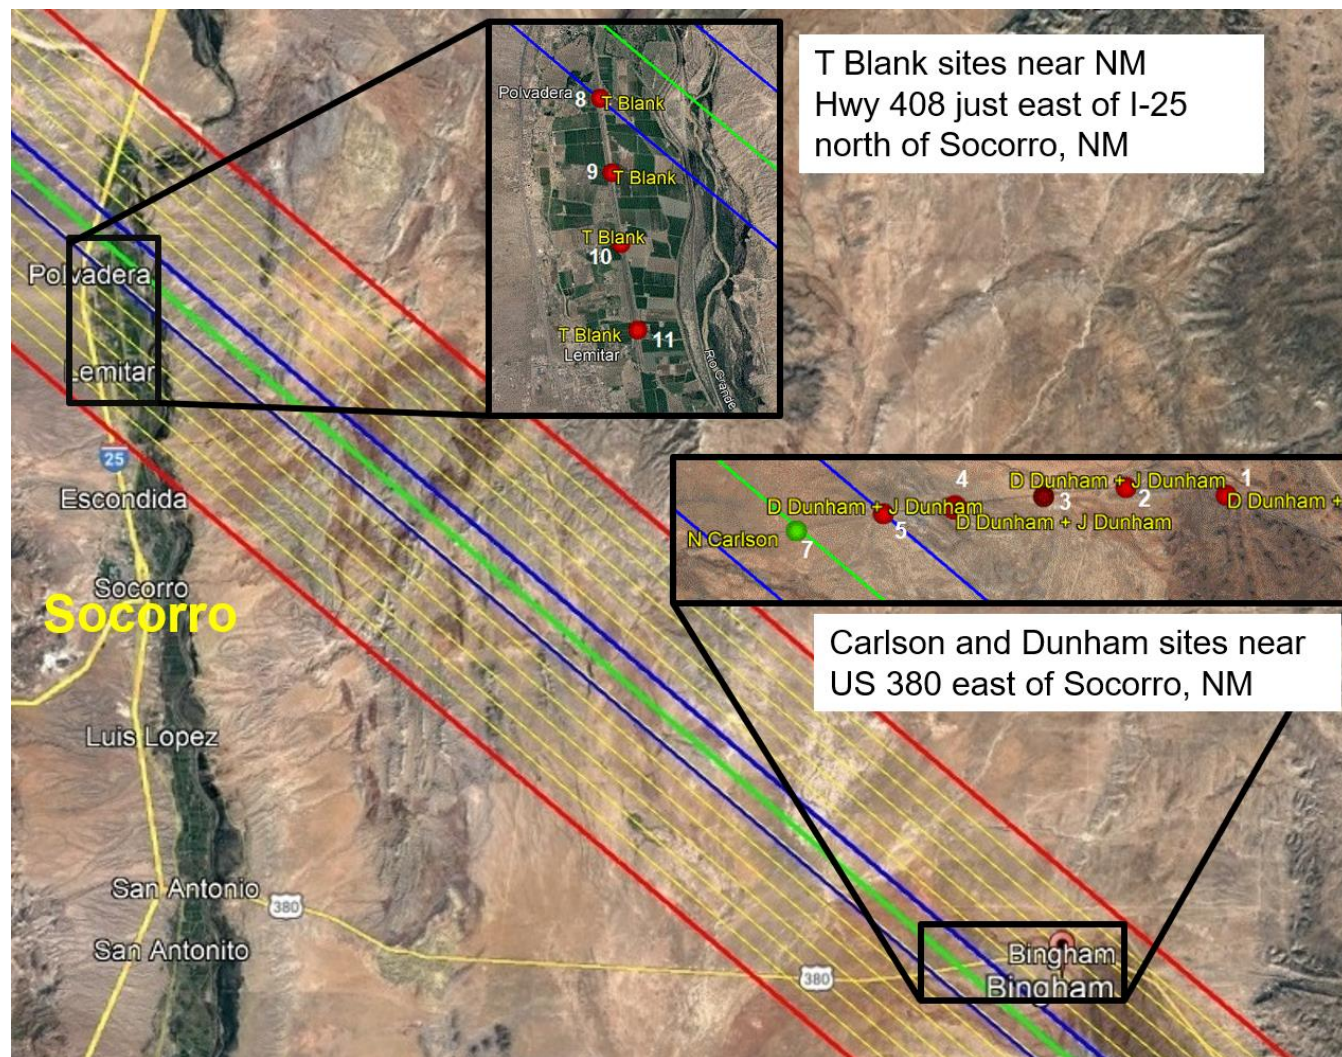 T Blank sites near NM
Hwy 408 just east of I-25
north of Socorro, NM
Polvadera
8
T Blank
9
T Blank
T Blank
10
T Blank
11
Lemitar
Rio Grande
Polvadera
Lemitar
25
Escondida
Socorro
Socorro
Luis Lopez
San Antonio
380
San Antonito
380
4
D Dunham + J Dunham
1
3
2
D Dunham + J Dunham
D Dunham +
D Dunham + J Dunham
5
N Carlson
7
Carlson and Dunham sites near
US 380 east of Socorro, NM
Bingham
Bingham